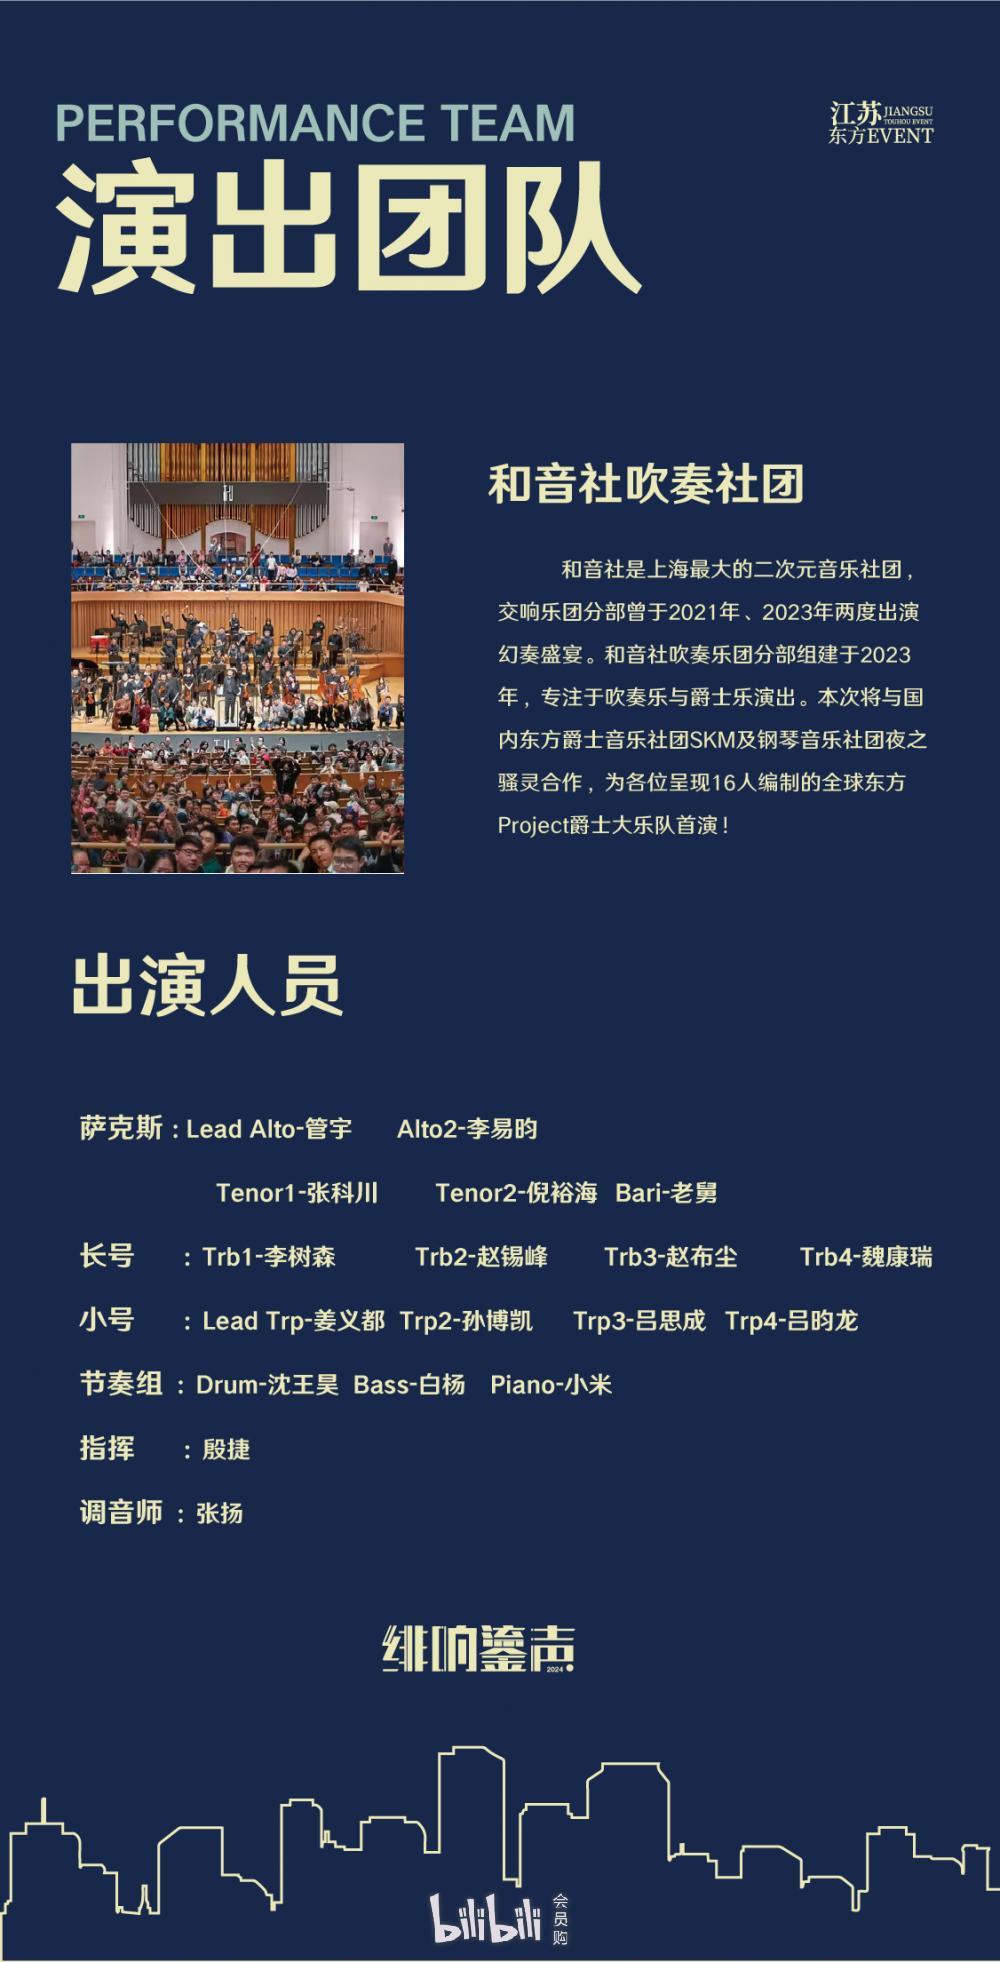 PERFORMANCE TEAM
江苏 JIANGSU
TOUHOU EVENT
东方EVENT
演出团队
和音社吹奏社团
和音社是上海最大的二次元音乐社团，
交响乐团分部曾于2021年、2023年两度出演
幻奏盛宴。和音社吹奏乐团分部组建于2023
年，专注于吹奏乐与爵士乐演出。本次将与国
内东方爵士音乐社团SKM及钢琴音乐社团夜之
骚灵合作，为各位呈现16人编制的全球东方
Project爵士大乐队首演！
出演人员
萨克斯：Lead Alto-管宇 Alto2-李易昀
Tenor1-张科川 Tenor2-倪裕海 Bari-老舅
长号：Trb1-李树森 Trb2-赵锡峰 Trb3-赵布尘 Trb4-魏康瑞
小号：Lead Trp-姜义都 Trp2-孙博凯 Trp3-吕思成 Trp4-吕昀龙
节奏组：Drum-沈王昊 Bass-白杨 Piano-小米
指挥：殷捷
调音师：张扬
绯响鎏声
2024
bilibili 会员购